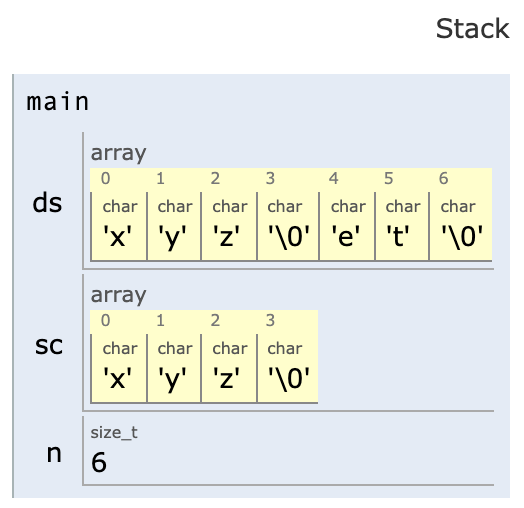 Stack
main
ds
array
0 1 2 3 4 5 6
char char char char char char char
'x' 'y' 'z' '\0' 'e' 't' '\0'
sc
array
0 1 2 3
char char char char
'x' 'y' 'z' '\0'
n
size_t
6